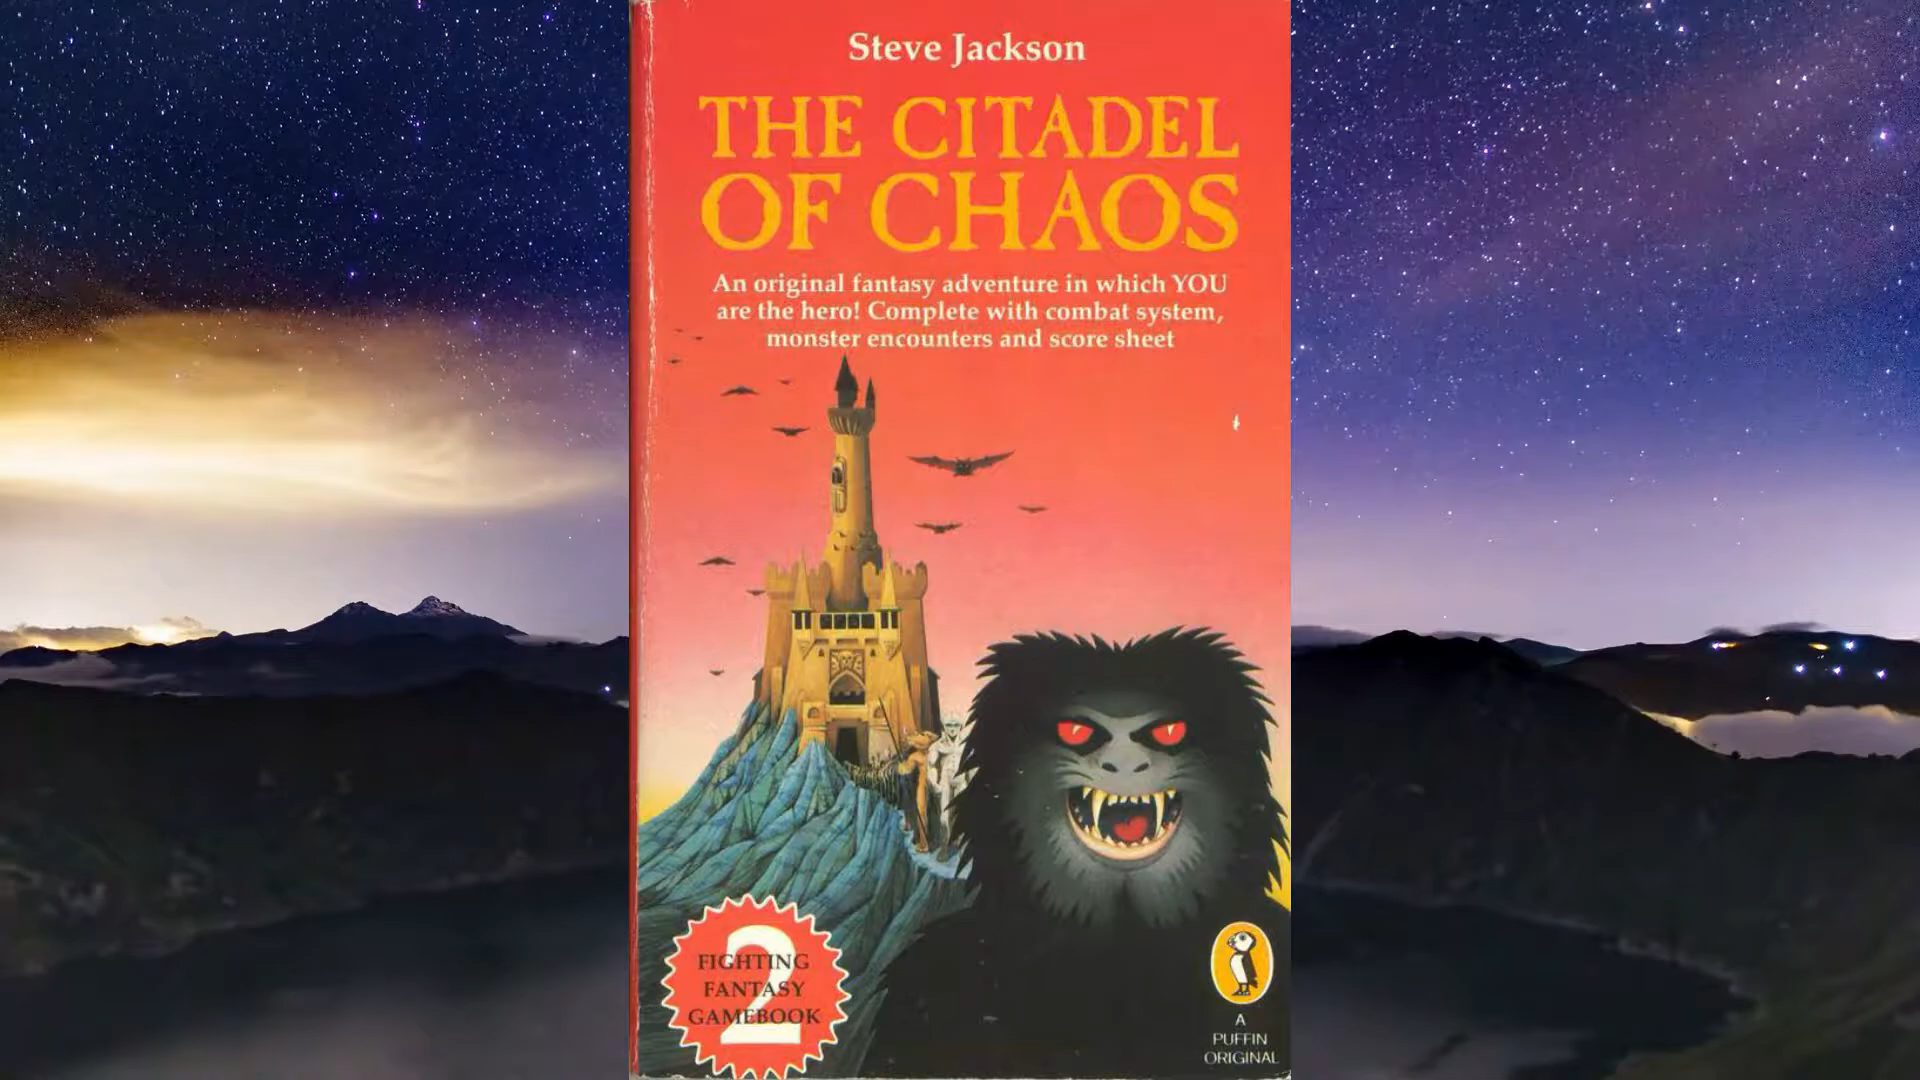 Steve Jackson
THE CITADEL
OF CHAOS
An original fantasy adventure in which YOU
are the hero! Complete with combat system,
monster encounters and score sheet
2
FIGHTING
FANTASY
GAMEBOOK
A
PUFFIN
ORIGINAL